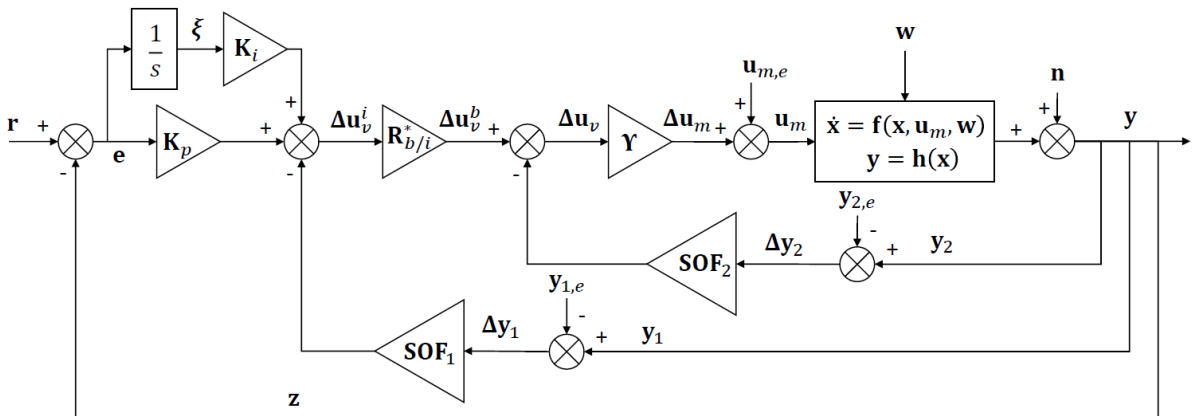 1
s
ξ
K_i
w
u_{m,e}
n
r
+
-
e
K_p
+
+
-
Δu_v^i
R^*_{b/i}
Δu_v^b
+
-
Δu_v
ϒ
Δu_m
+
+
u_m
ẋ = f(x, u_m, w)
y = h(x)
+
+
y
y_{2,e}
-
+
y_2
Δy_2
SOF_2
y_{1,e}
-
+
y_1
Δy_1
SOF_1
z